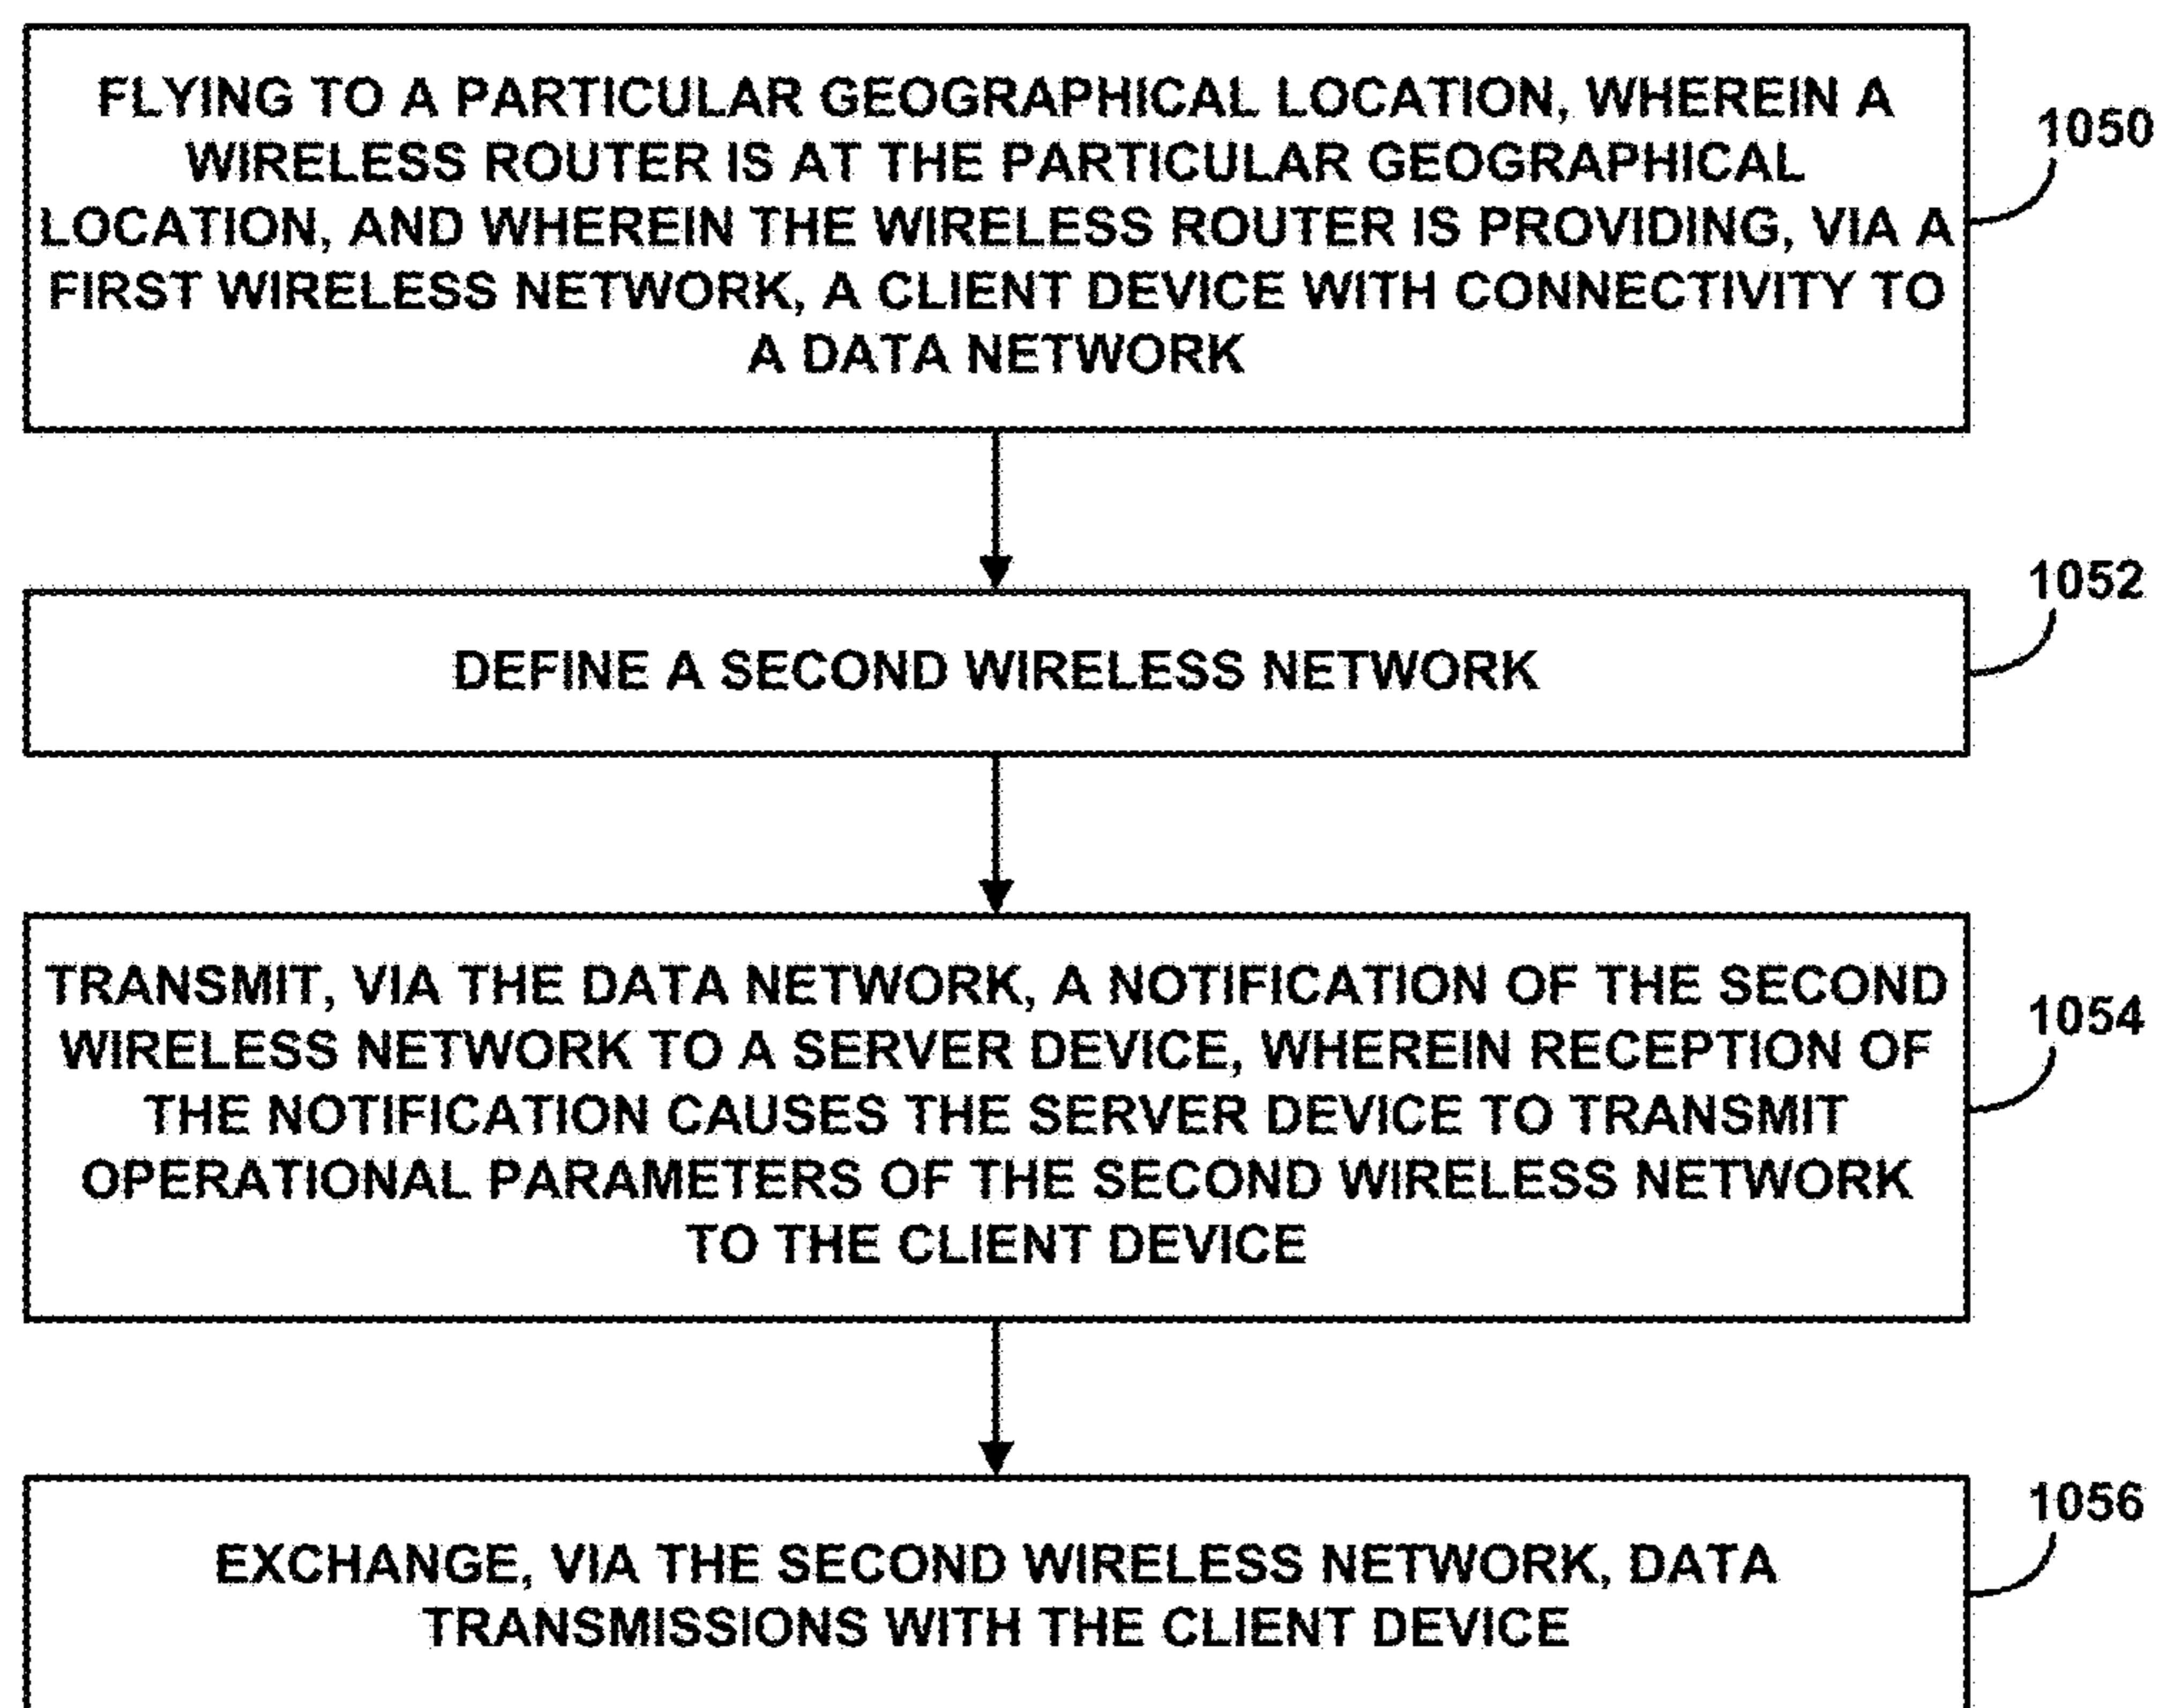 FLYING TO A PARTICULAR GEOGRAPHICAL LOCATION, WHEREIN A
WIRELESS ROUTER IS AT THE PARTICULAR GEOGRAPHICAL
LOCATION, AND WHEREIN THE WIRELESS ROUTER IS PROVIDING, VIA A
FIRST WIRELESS NETWORK, A CLIENT DEVICE WITH CONNECTIVITY TO
A DATA NETWORK
1050
DEFINE A SECOND WIRELESS NETWORK
1052
TRANSMIT, VIA THE DATA NETWORK, A NOTIFICATION OF THE SECOND
WIRELESS NETWORK TO A SERVER DEVICE, WHEREIN RECEPTION OF
THE NOTIFICATION CAUSES THE SERVER DEVICE TO TRANSMIT
OPERATIONAL PARAMETERS OF THE SECOND WIRELESS NETWORK
TO THE CLIENT DEVICE
1054
EXCHANGE, VIA THE SECOND WIRELESS NETWORK, DATA
TRANSMISSIONS WITH THE CLIENT DEVICE
1056